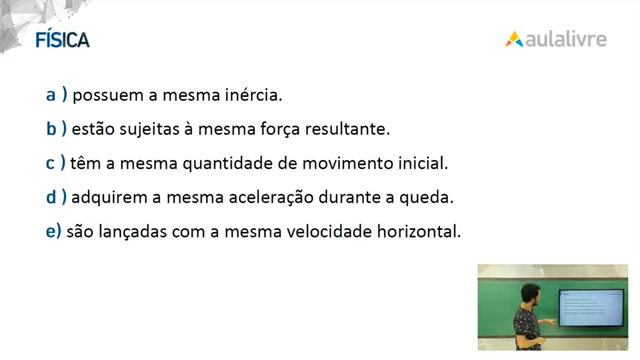 FÍSICA
aulalivre
a ) possuem a mesma inércia.
b ) estão sujeitas à mesma força resultante.
c ) têm a mesma quantidade de movimento inicial.
d ) adquirem a mesma aceleração durante a queda.
e) são lançadas com a mesma velocidade horizontal.